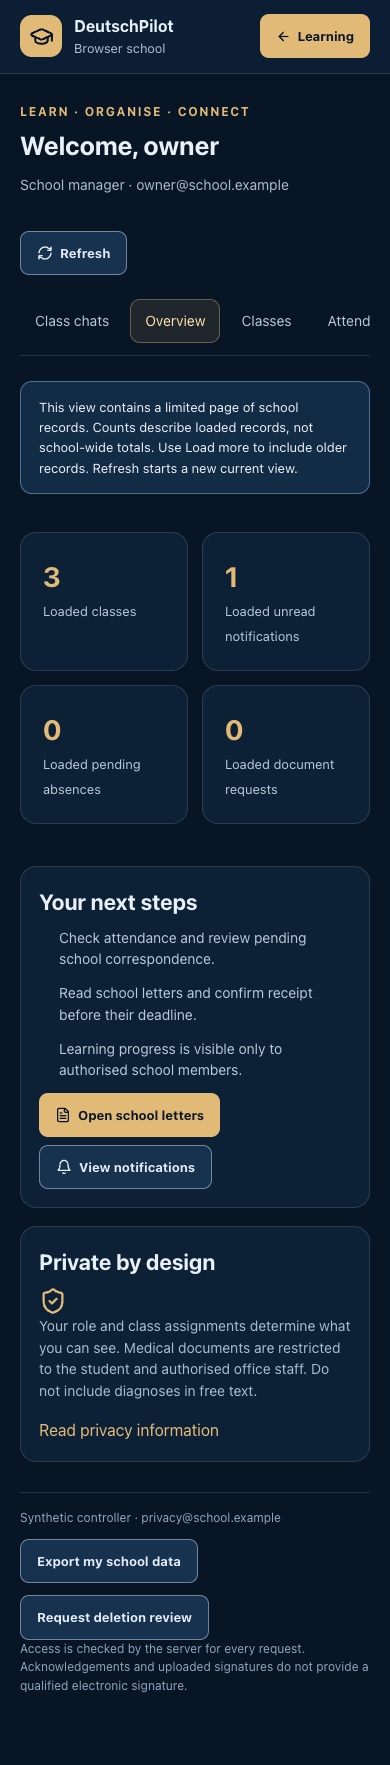 DeutschPilot
Browser school
Learning
LEARN · ORGANISE · CONNECT
Welcome, owner
School manager · owner@school.example
Refresh
Class chats
Overview
Classes
Attend
This view contains a limited page of school
records. Counts describe loaded records, not
school-wide totals. Use Load more to include older
records. Refresh starts a new current view.
3
Loaded classes
1
Loaded unread
notifications
0
Loaded pending
absences
0
Loaded document
requests
Your next steps
Check attendance and review pending
school correspondence.
Read school letters and confirm receipt
before their deadline.
Learning progress is visible only to
authorised school members.
Open school letters
View notifications
Private by design
Your role and class assignments determine what
you can see. Medical documents are restricted
to the student and authorised office staff. Do
not include diagnoses in free text.
Read privacy information
Synthetic controller · privacy@school.example
Export my school data
Request deletion review
Access is checked by the server for every request.
Acknowledgements and uploaded signatures do not provide a
qualified electronic signature.